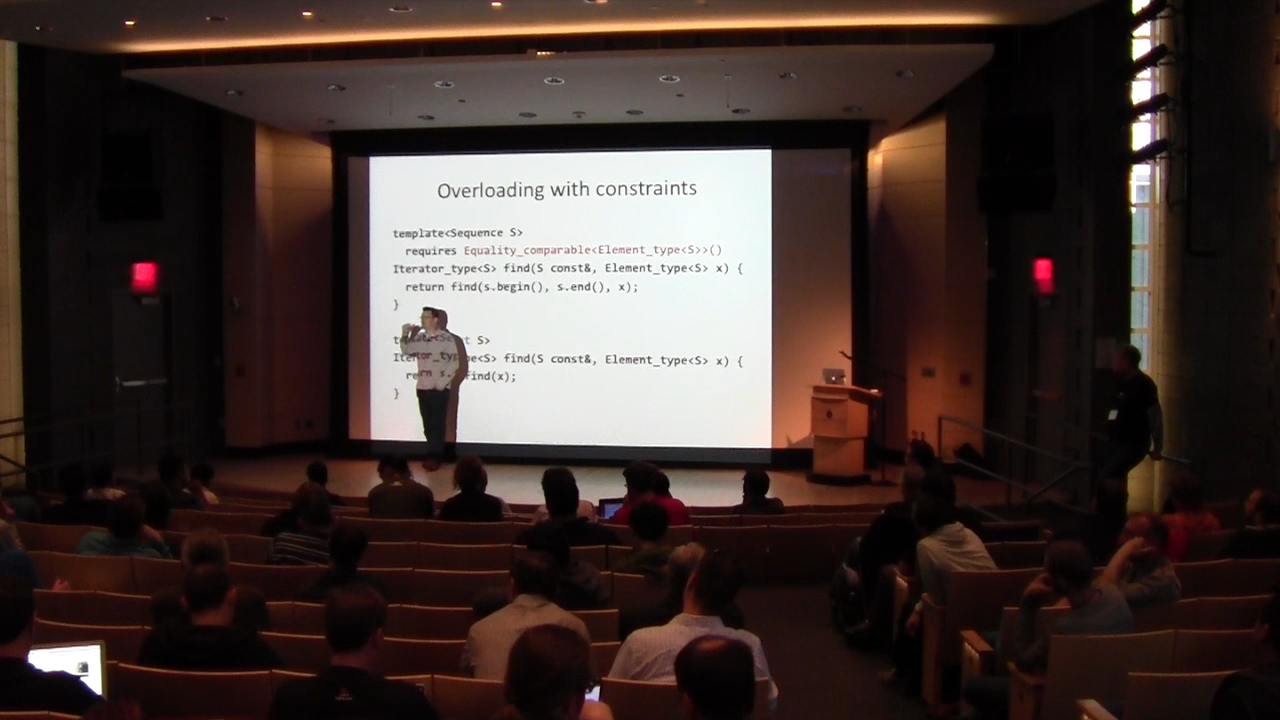 Overloading with constraints
template<Sequence S>
requires Equality_comparable<Element_type<S>>()
Iterator_type<S> find(S const&, Element_type<S> x) {
return find(s.begin(), s.end(), x);
}
S>
find(S const&, Element_type<S> x) {
find(x);
}